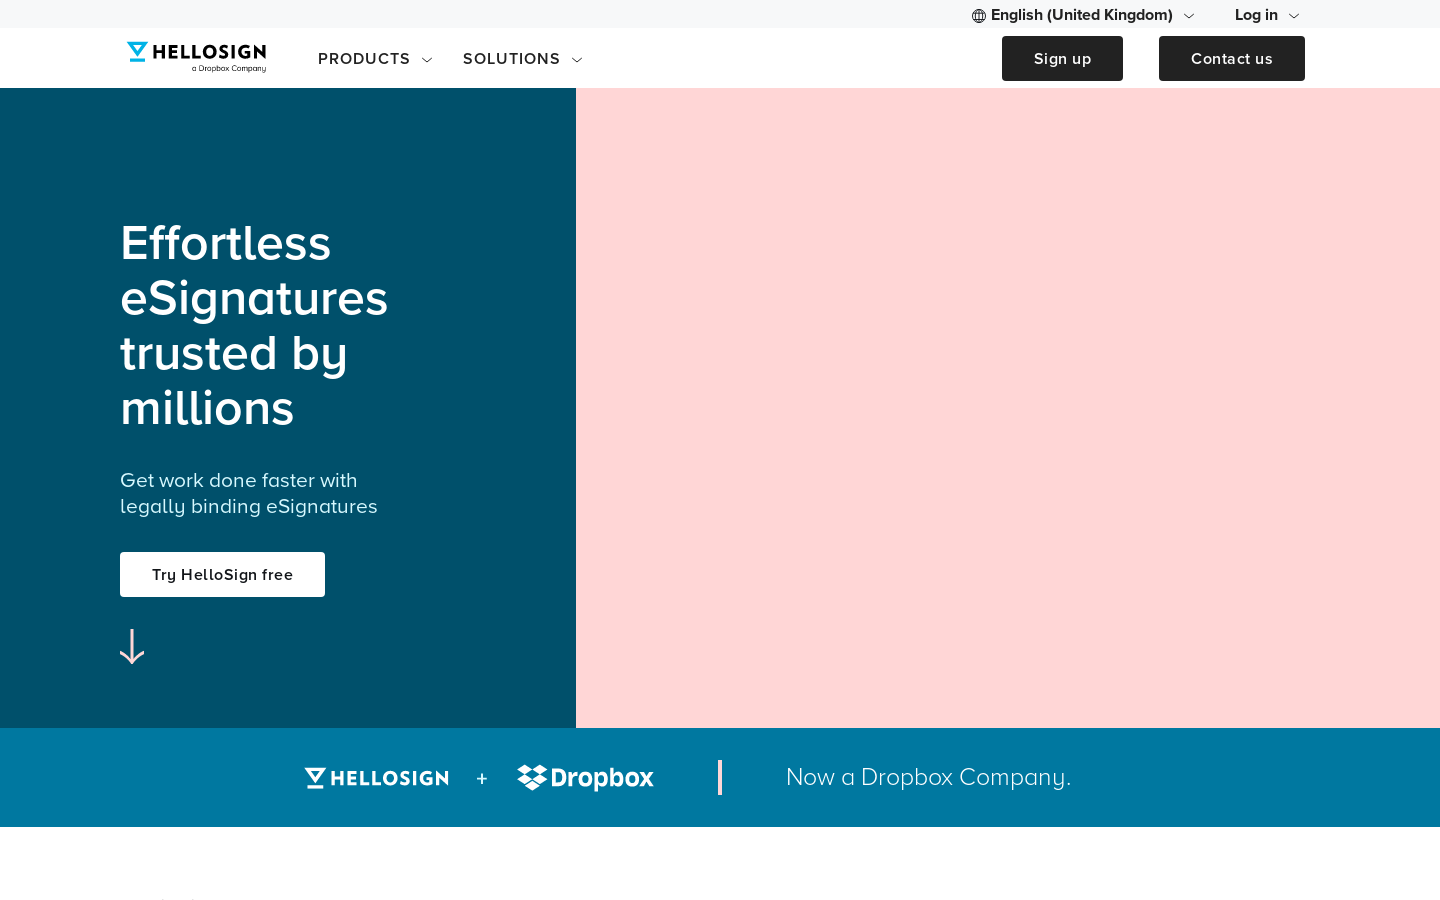 English (United Kingdom) Log in
HELLOSIGN
a Dropbox Company
PRODUCTS SOLUTIONS Sign up Contact us
Effortless
eSignatures
trusted by
millions
Get work done faster with
legally binding eSignatures
Try HelloSign free
HELLOSIGN + Dropbox Now a Dropbox Company.